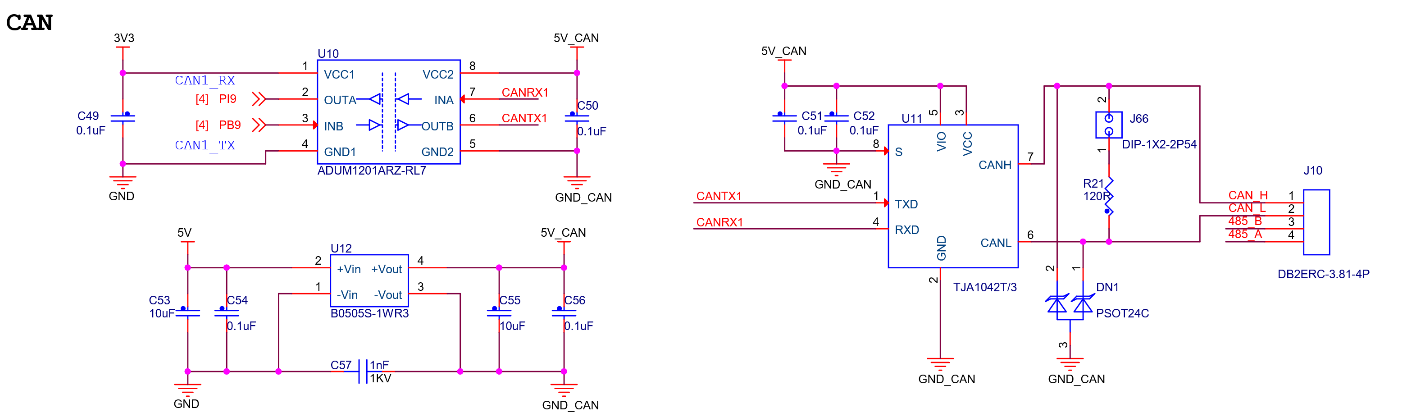 CAN
3V3
U10
5V_CAN
1 VCC1 VCC2 8
CAN1_RX
[4] PI9 2 OUTA INA 7 CANRX1
[4] PB9 3 INB OUTB 6 CANTX1
CAN1_TX
4 GND1 GND2 5
ADUM1201ARZ-RL7
C49
0.1uF
C50
0.1uF
GND
GND_CAN
5V
U12
5V_CAN
2 +Vin +Vout 4
1 -Vin -Vout 3
B0505S-1WR3
C53
10uF
C54
0.1uF
C55
10uF
C56
0.1uF
C57 1nF
1KV
GND
GND_CAN
5V_CAN
C51
0.1uF
C52
0.1uF
GND_CAN
U11
5 3
VIO VCC
8 S
CANH 7
CANTX1 1 TXD
CANRX1 4 RXD
CANL 6
GND
2
TJA1042T/3
GND_CAN
2
J66
DIP-1X2-2P54
1
R21
120R
2 1
DN1
PSOT24C
3
GND_CAN
J10
CAN_H 1
CAN_L 2
485_B 3
485_A 4
DB2ERC-3.81-4P